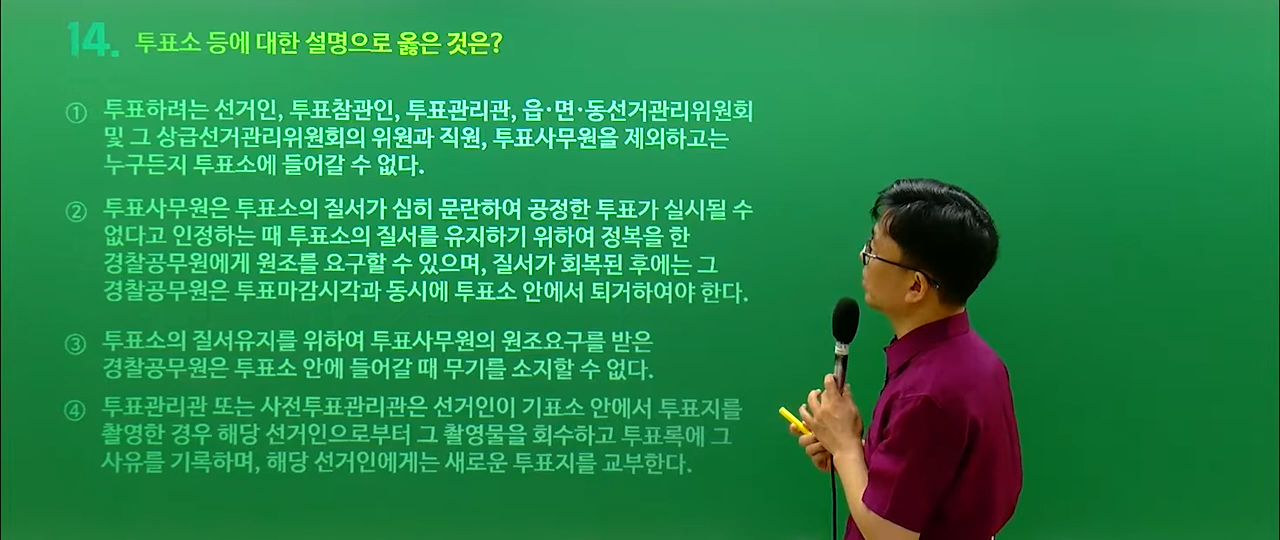 14. 투표소 등에 대한 설명으로 옳은 것은?
① 투표하려는 선거인, 투표참관인, 투표관리관, 읍·면·동선거관리위원회
및 그 상급선거관리위원회의 위원과 직원, 투표사무원을 제외하고는
누구든지 투표소에 들어갈 수 없다.
② 투표사무원은 투표소의 질서가 심히 문란하여 공정한 투표가 실시될 수
없다고 인정하는 때 투표소의 질서를 유지하기 위하여 정복을 한
경찰공무원에게 원조를 요구할 수 있으며, 질서가 회복된 후에는 그
경찰공무원은 투표마감시각과 동시에 투표소 안에서 퇴거하여야 한다.
③ 투표소의 질서유지를 위하여 투표사무원의 원조요구를 받은
경찰공무원은 투표소 안에 들어갈 때 무기를 소지할 수 없다.
④ 투표관리관 또는 사전투표관리관은 선거인이 기표소 안에서 투표지를
촬영한 경우 해당 선거인으로부터 그 촬영물을 회수하고 투표록에 그
사유를 기록하며, 해당 선거인에게는 새로운 투표지를 교부한다.